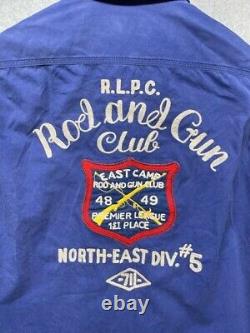 R.L.P.C.
Rod and Gun
Club
EAST CAMP
ROD AND GUN CLUB
48 49
PREMIER LEAGUE
1ST PLACE
NORTH-EAST DIV. #5
711